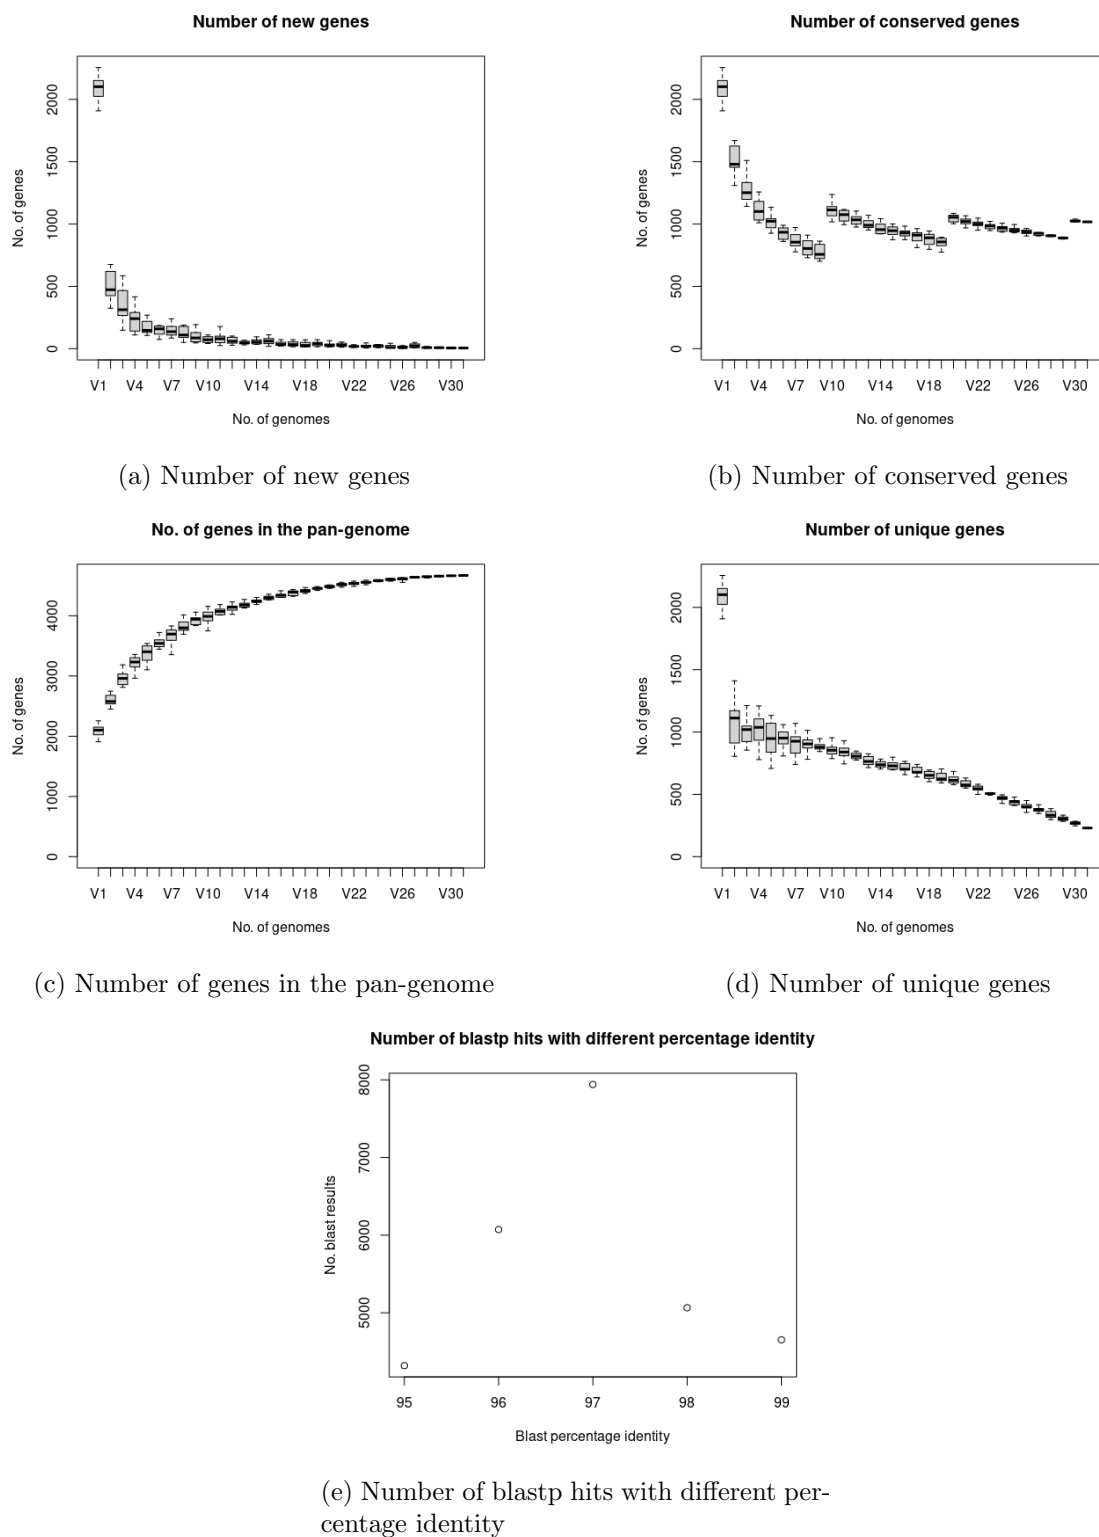 Number of new genes
No. of genes
2000
1500
1000
500
0
V1 V4 V7 V10 V14 V18 V22 V26 V30
No. of genomes
(a) Number of new genes
Number of conserved genes
No. of genes
2000
1500
1000
500
0
V1 V4 V7 V10 V14 V18 V22 V26 V30
No. of genomes
(b) Number of conserved genes
No. of genes in the pan-genome
No. of genes
4000
3000
2000
1000
0
V1 V4 V7 V10 V14 V18 V22 V26 V30
No. of genomes
(c) Number of genes in the pan-genome
Number of unique genes
No. of genes
2000
1500
1000
500
0
V1 V4 V7 V10 V14 V18 V22 V26 V30
No. of genomes
(d) Number of unique genes
Number of blastp hits with different percentage identity
No. blast results
8000
7000
6000
5000
95 96 97 98 99
Blast percentage identity
(e) Number of blastp hits with different per-
centage identity